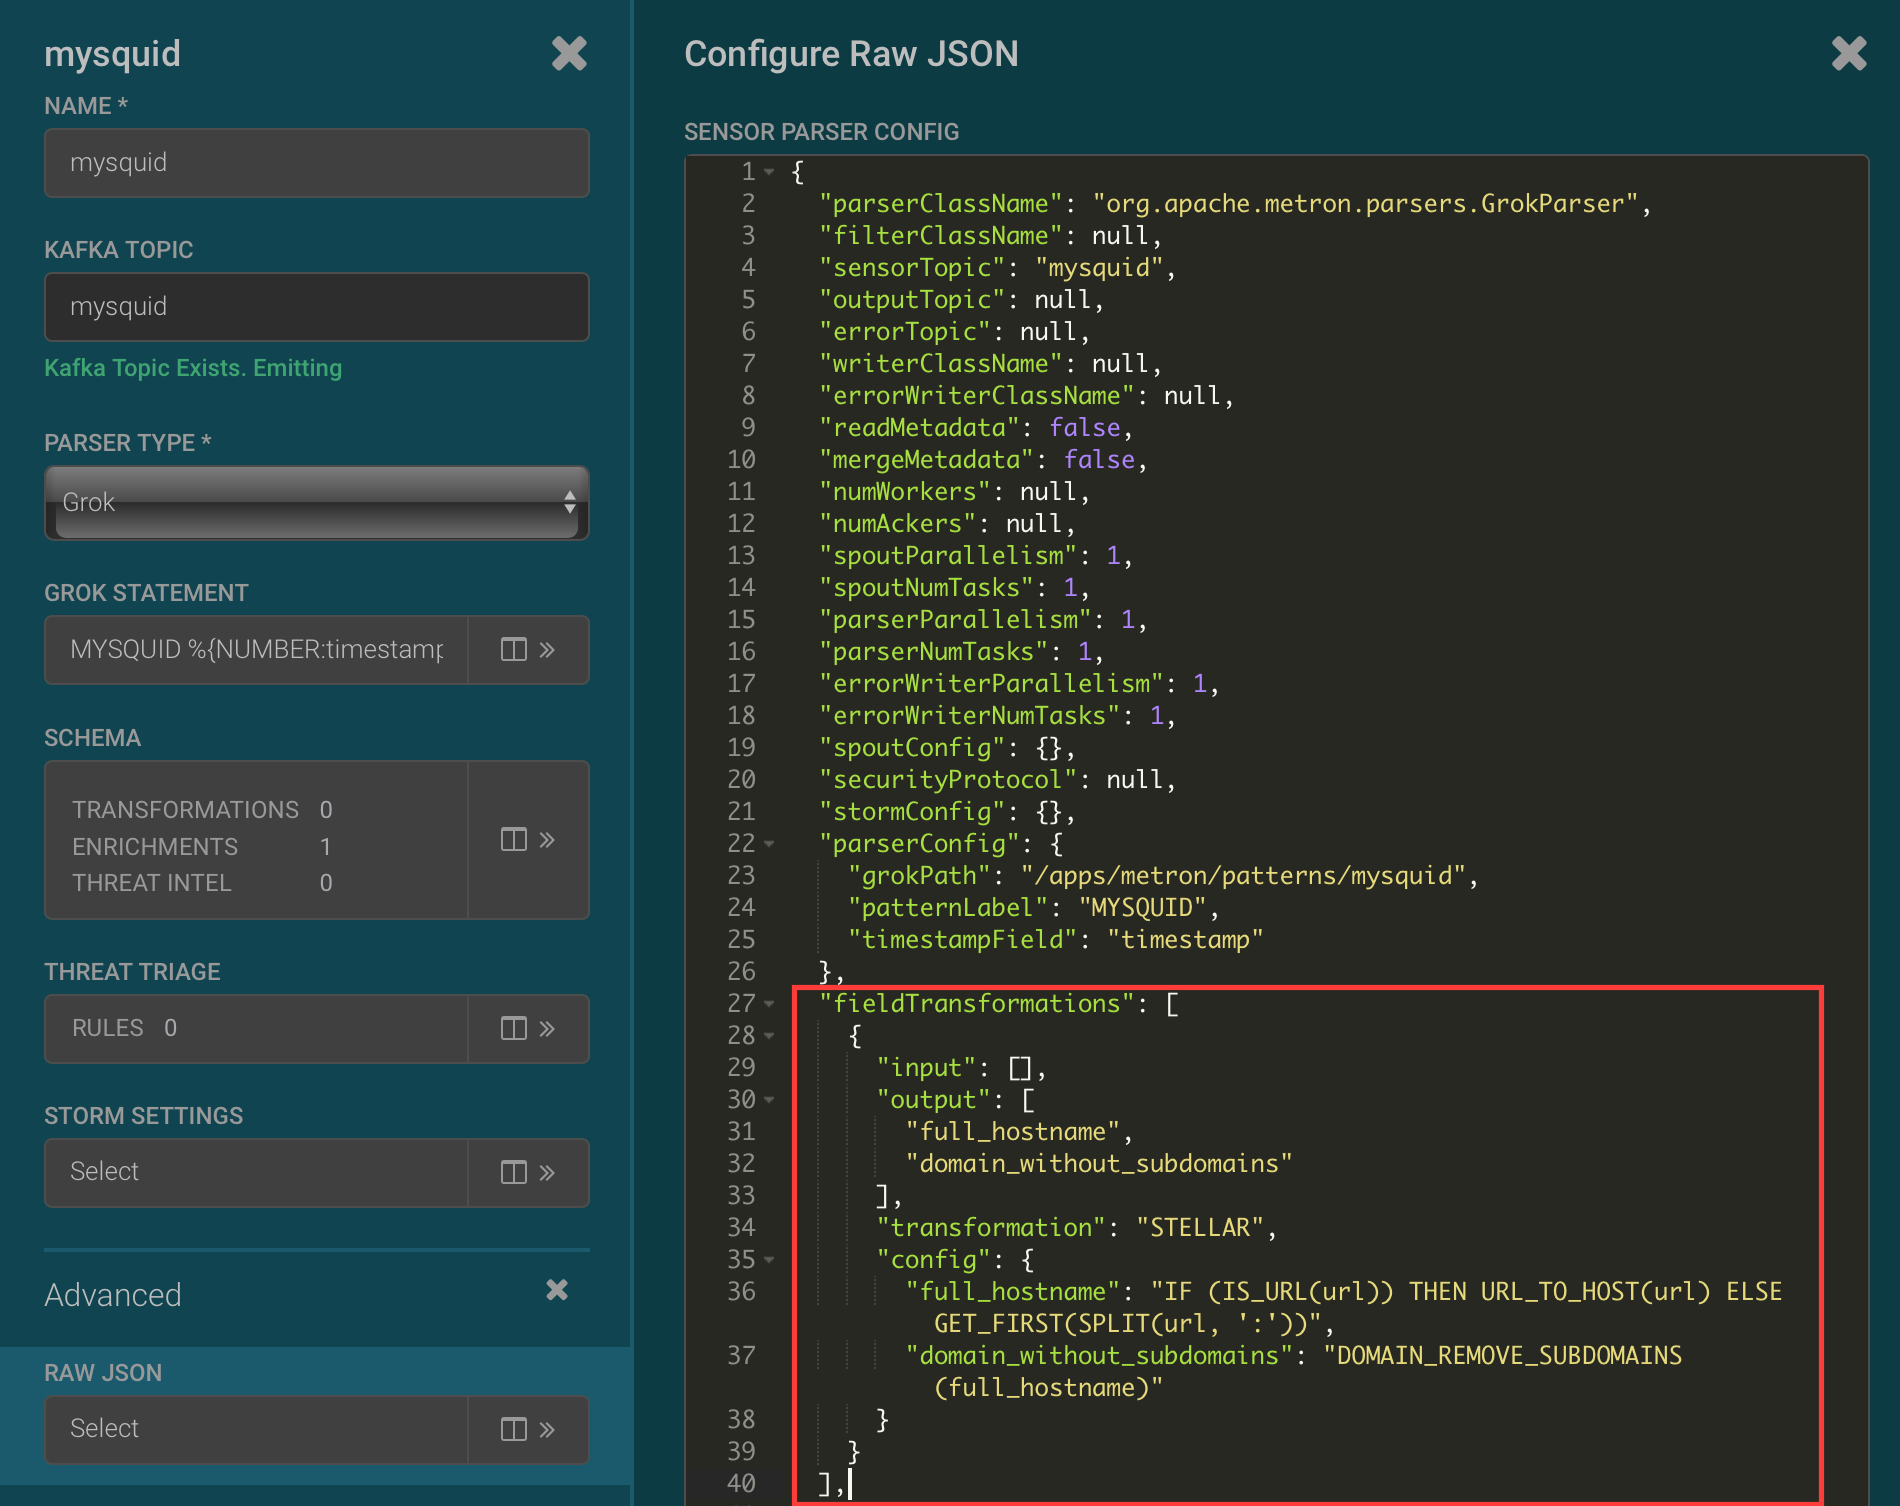 mysquid
NAME *
mysquid
KAFKA TOPIC
mysquid
Kafka Topic Exists. Emitting
PARSER TYPE *
Grok
GROK STATEMENT
MYSQUID %{NUMBER:timestamp
SCHEMA
TRANSFORMATIONS 0
ENRICHMENTS 1
THREAT INTEL 0
THREAT TRIAGE
RULES 0
STORM SETTINGS
Select
Advanced
RAW JSON
Select
Configure Raw JSON
SENSOR PARSER CONFIG
1 {
2 "parserClassName": "org.apache.metron.parsers.GrokParser",
3 "filterClassName": null,
4 "sensorTopic": "mysquid",
5 "outputTopic": null,
6 "errorTopic": null,
7 "writerClassName": null,
8 "errorWriterClassName": null,
9 "readMetadata": false,
10 "mergeMetadata": false,
11 "numWorkers": null,
12 "numAckers": null,
13 "spoutParallelism": 1,
14 "spoutNumTasks": 1,
15 "parserParallelism": 1,
16 "parserNumTasks": 1,
17 "errorWriterParallelism": 1,
18 "errorWriterNumTasks": 1,
19 "spoutConfig": {},
20 "securityProtocol": null,
21 "stormConfig": {},
22 "parserConfig": {
23 "grokPath": "/apps/metron/patterns/mysquid",
24 "patternLabel": "MYSQUID",
25 "timestampField": "timestamp"
26 },
27 "fieldTransformations": [
28 {
29 "input": [],
30 "output": [
31 "full_hostname",
32 "domain_without_subdomains"
33 ],
34 "transformation": "STELLAR",
35 "config": {
36 "full_hostname": "IF (IS_URL(url)) THEN URL_TO_HOST(url) ELSE
GET_FIRST(SPLIT(url, ':'))",
37 "domain_without_subdomains": "DOMAIN_REMOVE_SUBDOMAINS
(full_hostname)"
38 }
39 }
40 ],